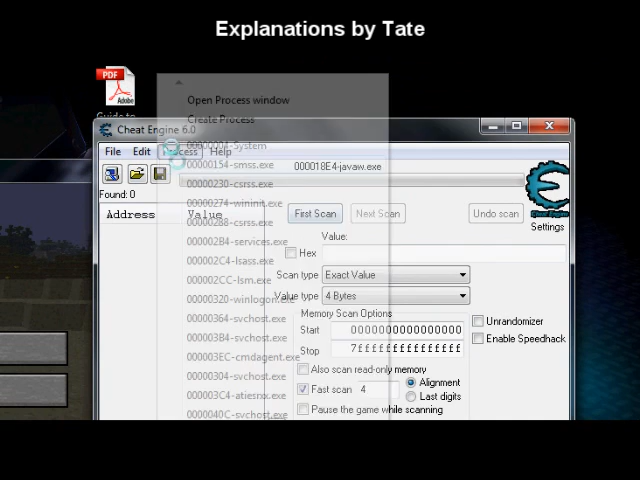 Explanations by Tate
PDF
Adobe
Guide to
Open Process window
Create Process
Cheat Engine 6.0
File Edit Process Help
00000004-System
00000154-smss.exe
000018E4-javaw.exe
00000230-csrss.exe
Found: 0
00000274-wininit.exe
Address Value
First Scan Next Scan Undo scan
00000288-csrss.exe
Cheat Engine
Settings
000002B4-services.exe
Value:
Hex
000002C4-lsass.exe
Scan type Exact Value
000002CC-lsm.exe
Value type 4 Bytes
00000320-winlogon.exe
Memory Scan Options
00000364-svchost.exe
Start 0000000000000000
Unrandomizer
000003B4-svchost.exe
Stop 7fffffffffffffff
Enable Speedhack
000003EC-cmdagent.exe
Also scan read-only memory
00000304-svchost.exe
Fast scan 4
Alignment
Last digits
000003C4-atiesrxx.exe
Pause the game while scanning
0000040C-svchost.exe